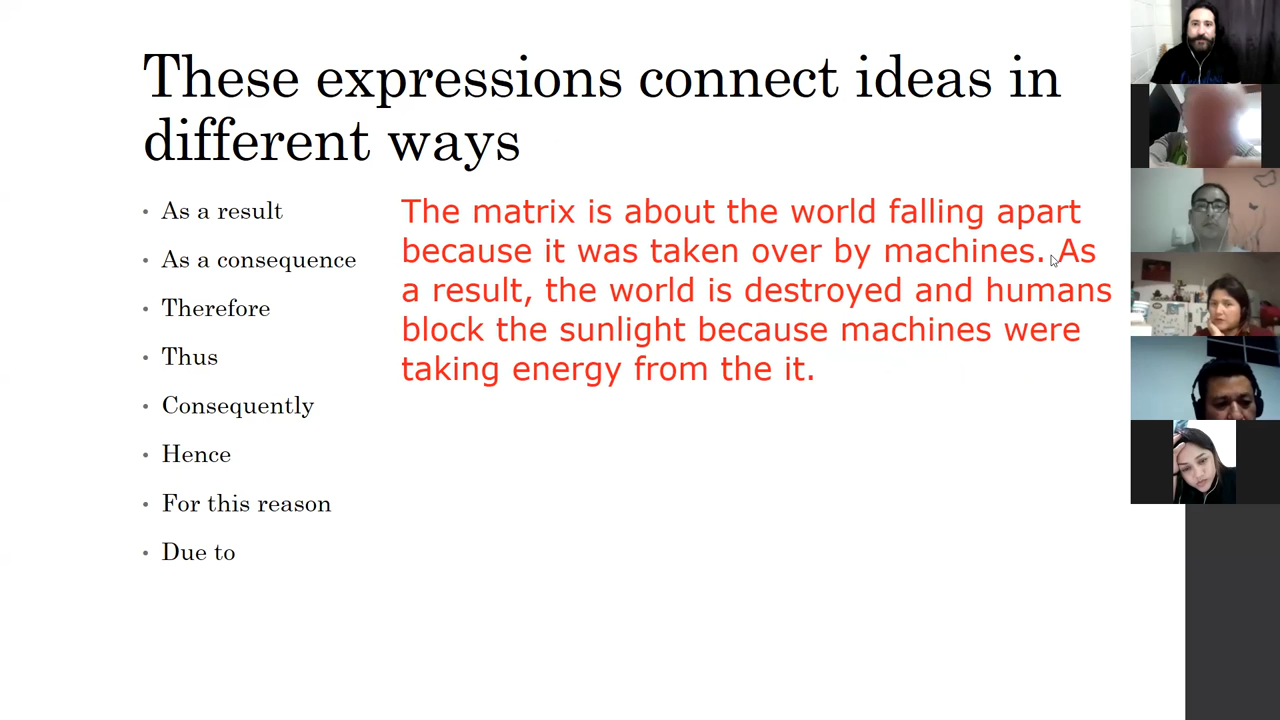 These expressions connect ideas in
different ways
• As a result
• As a consequence
• Therefore
• Thus
• Consequently
• Hence
• For this reason
• Due to
The matrix is about the world falling apart
because it was taken over by machines. As
a result, the world is destroyed and humans
block the sunlight because machines were
taking energy from the it.